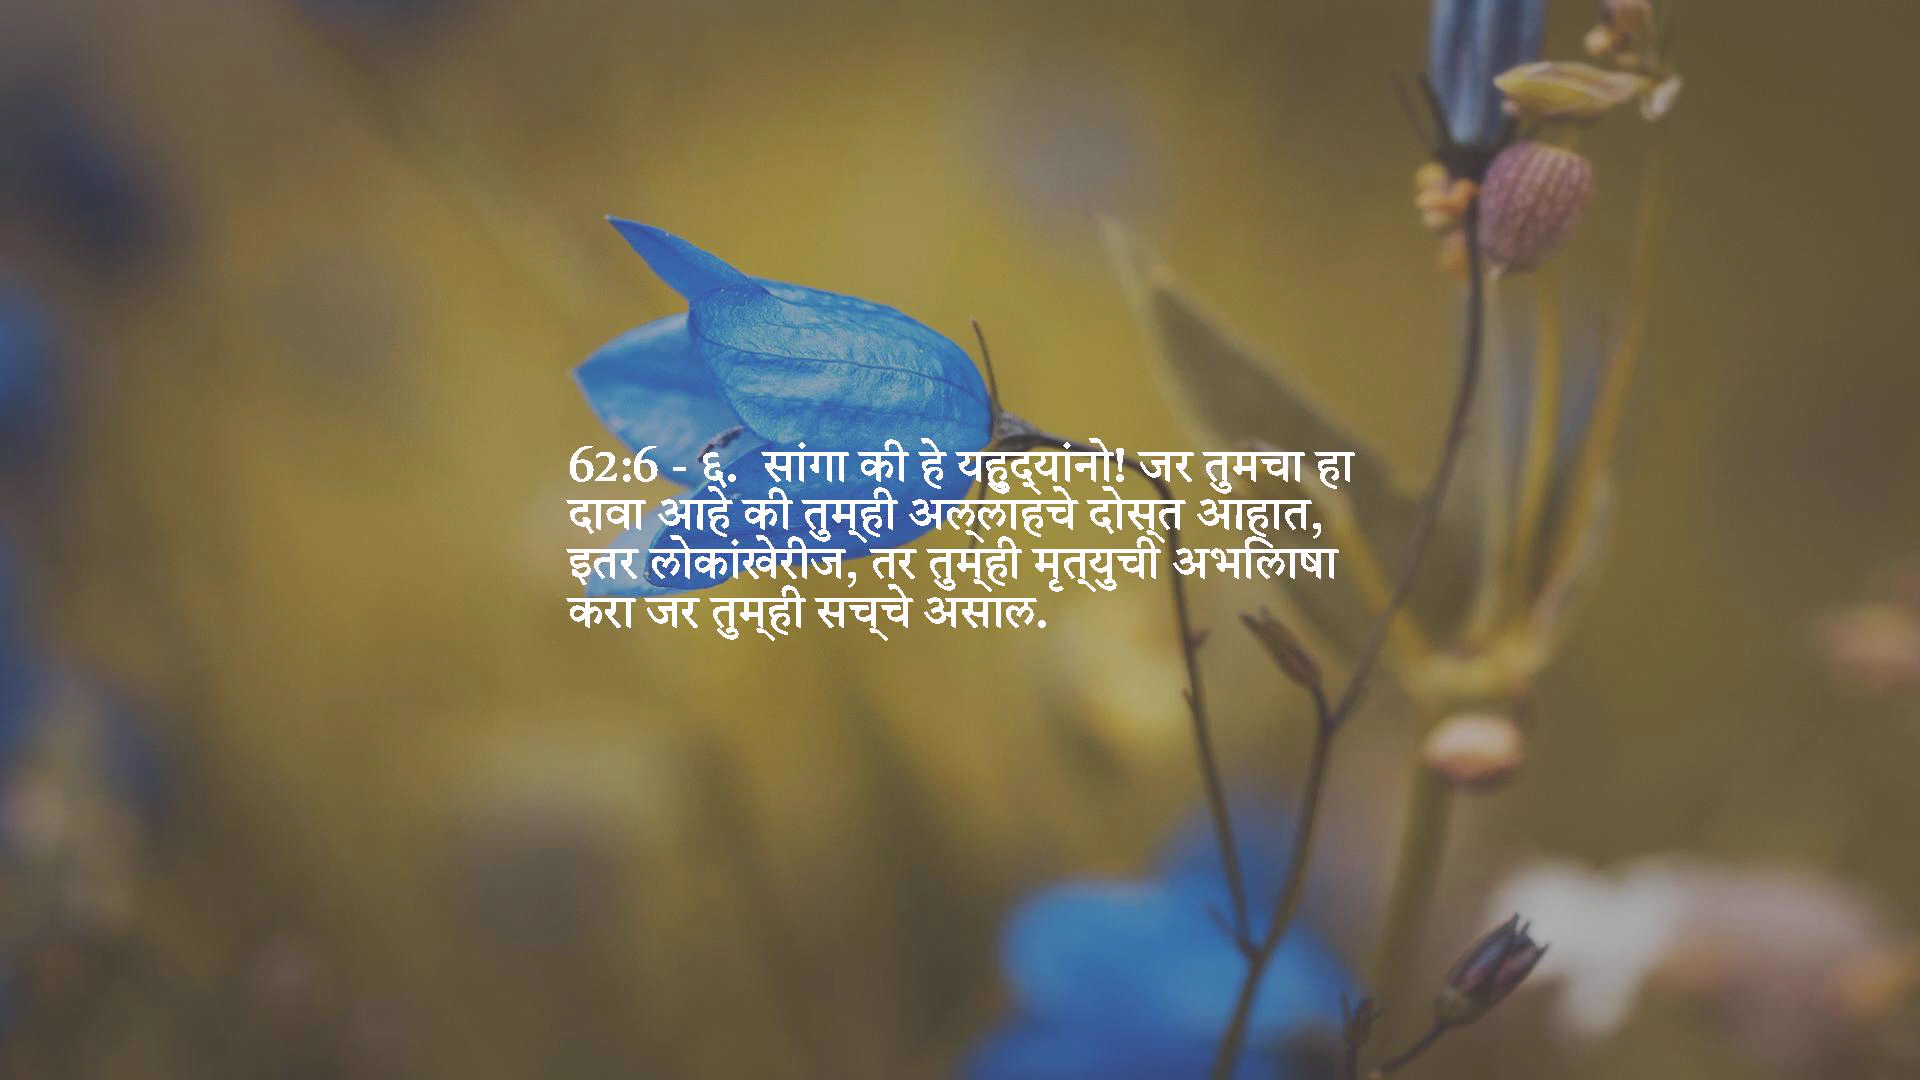 62:6 - ६.  सांगा की हे यहुद्‌यांनो! जर तुमचा हा
दावा आहे की तुम्‌ही अल्‌लाहचे दोस्‌त आहात,
इतर लोकांखेरीज, तर तुम्‌ही मृत्‌युची अभिलाषा
करा जर तुम्‌ही सच्‌चे असाल.